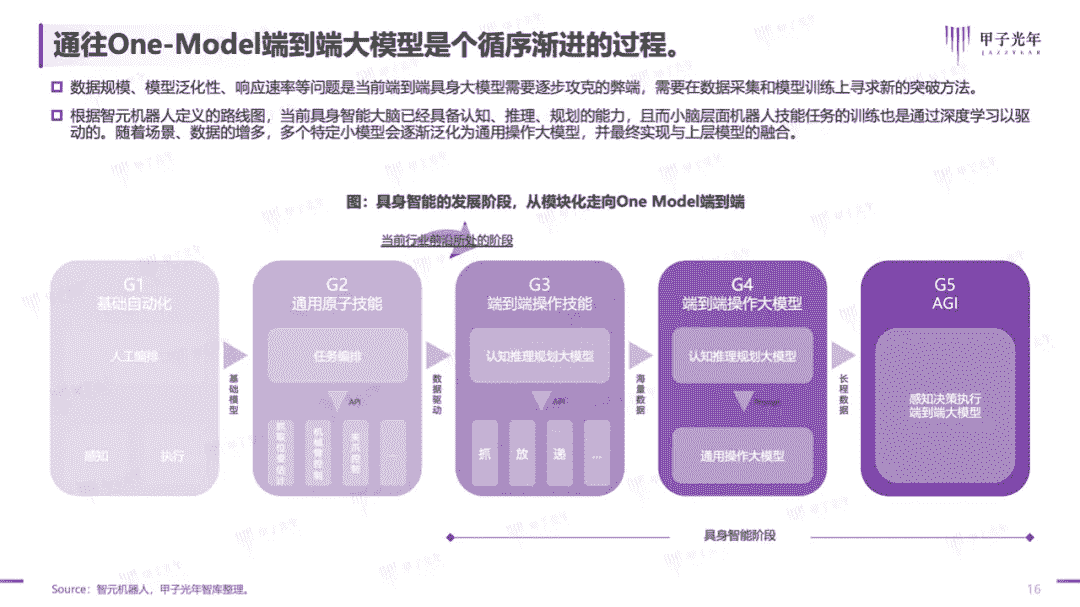 通往One-Model端到端大模型是个循序渐进的过程。
甲子光年
JAZZYEAR
数据规模、模型泛化性、响应速率等问题是当前端到端具身大模型需要逐步攻克的弊端，需要在数据采集和模型训练上寻求新的突破方法。
根据智元机器人定义的路线图，当前具身智能大脑已经具备认知、推理、规划的能力，且而小脑层面机器人技能任务的训练也是通过深度学习以驱
动的。随着场景、数据的增多，多个特定小模型会逐渐泛化为通用操作大模型，并最终实现与上层模型的融合。
图：具身智能的发展阶段，从模块化走向One Model端到端
当前行业前沿所处的阶段
G1
基础自动化
人工编排
感知
执行
基础模型
G2
通用原子技能
任务编排
API
抓取位姿估计
机械臂控制
...
数据驱动
G3
端到端操作技能
认知推理规划大模型
API
抓
放
递
...
海量数据
G4
端到端操作大模型
认知推理规划大模型
通用操作大模型
长程数据
G5
AGI
感知决策执行
端到端大模型
具身智能阶段
Source：智元机器人，甲子光年智库整理。
16